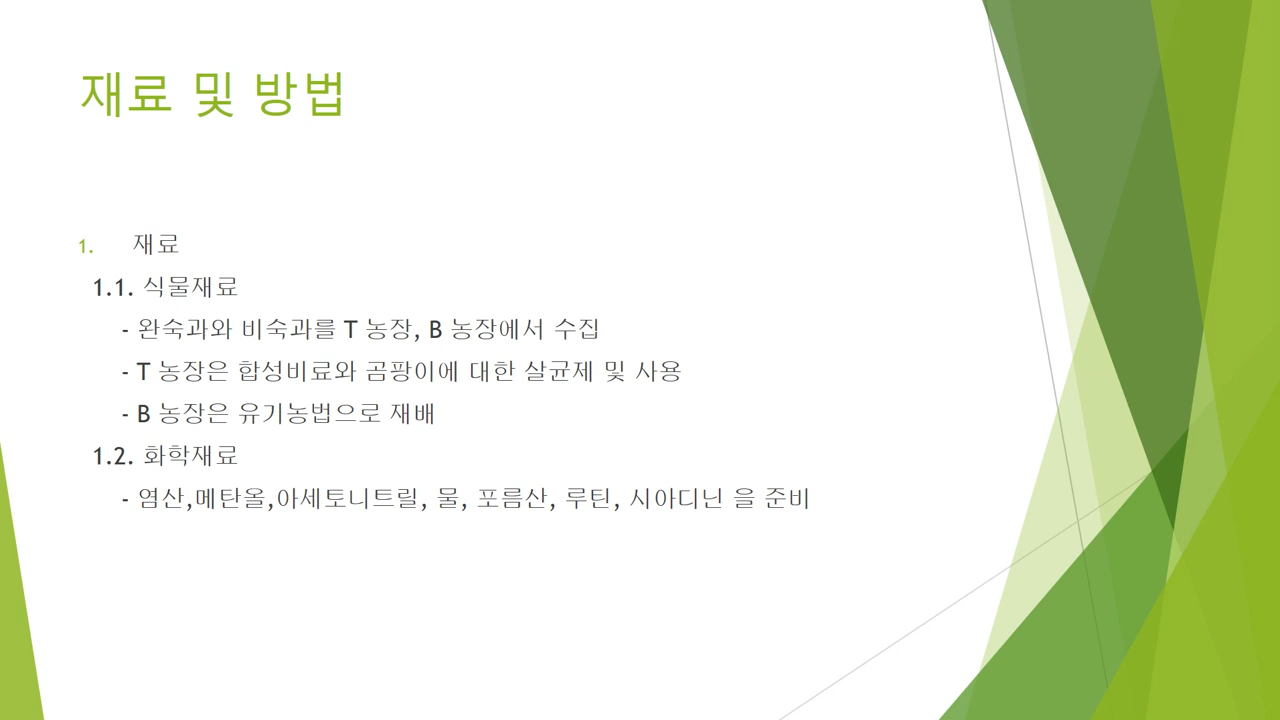 재료 및 방법
1. 재료
1.1. 식물재료
- 완숙과와 비숙과를 T 농장, B 농장에서 수집
- T 농장은 합성비료와 곰팡이에 대한 살균제 및 사용
- B 농장은 유기농법으로 재배
1.2. 화학재료
- 염산,메탄올,아세토니트릴, 물, 포름산, 루틴, 시아디닌 을 준비